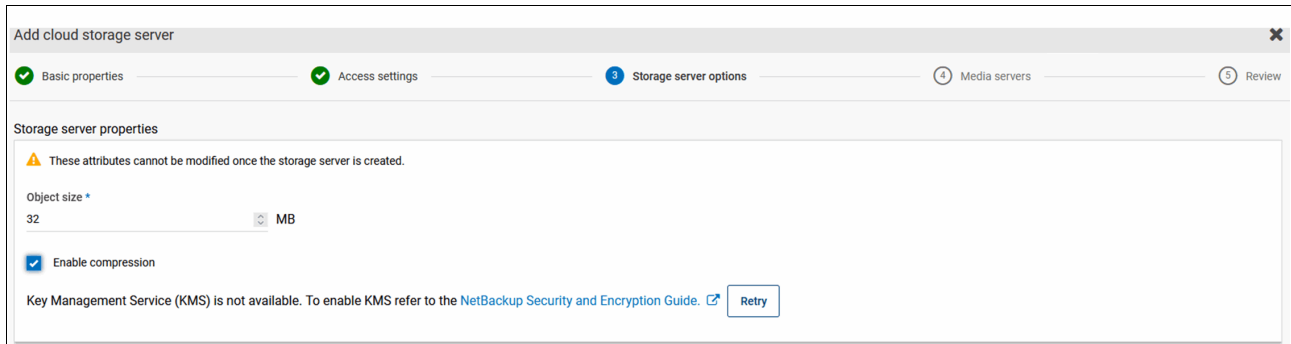 Add cloud storage server
Basic properties
Access settings
3 Storage server options
4 Media servers
5 Review
Storage server properties
These attributes cannot be modified once the storage server is created.
Object size *
32 MB
Enable compression
Key Management Service (KMS) is not available. To enable KMS refer to the NetBackup Security and Encryption Guide. Retry